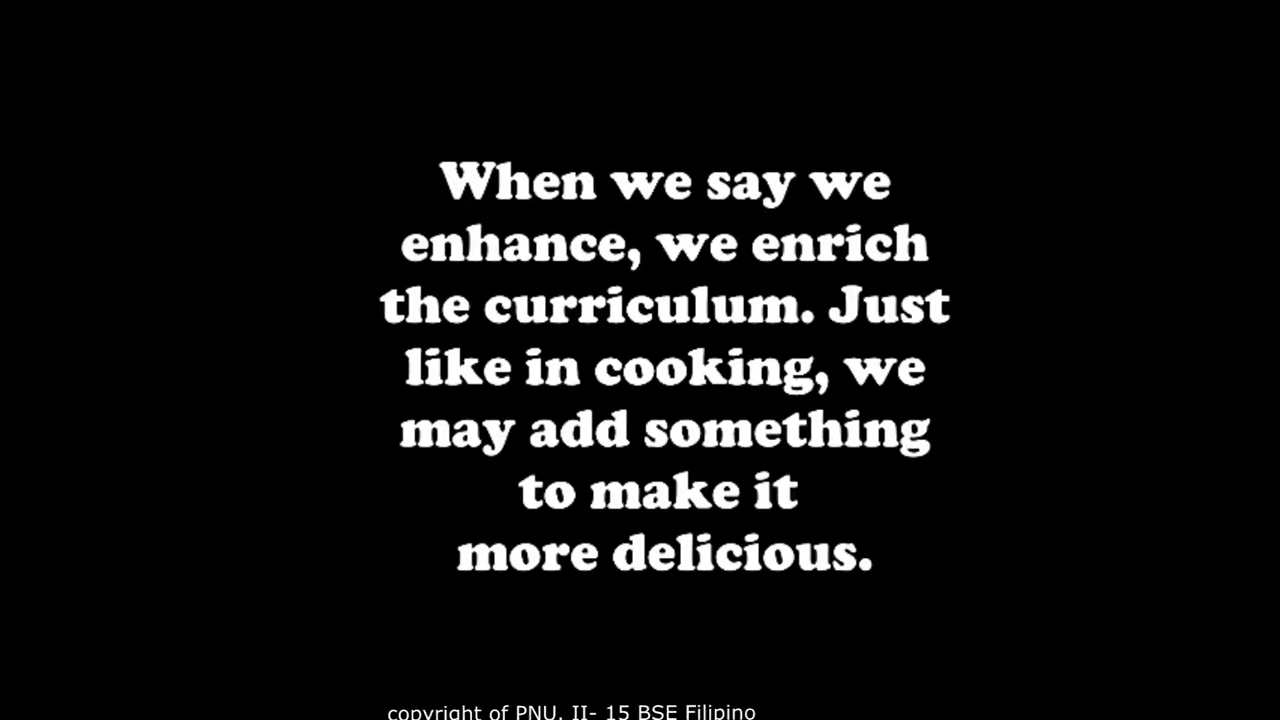 When we say we
enhance, we enrich
the curriculum. Just
like in cooking, we
may add something
to make it
more delicious.
copyright of PNU. II- 15 BSE Filipino